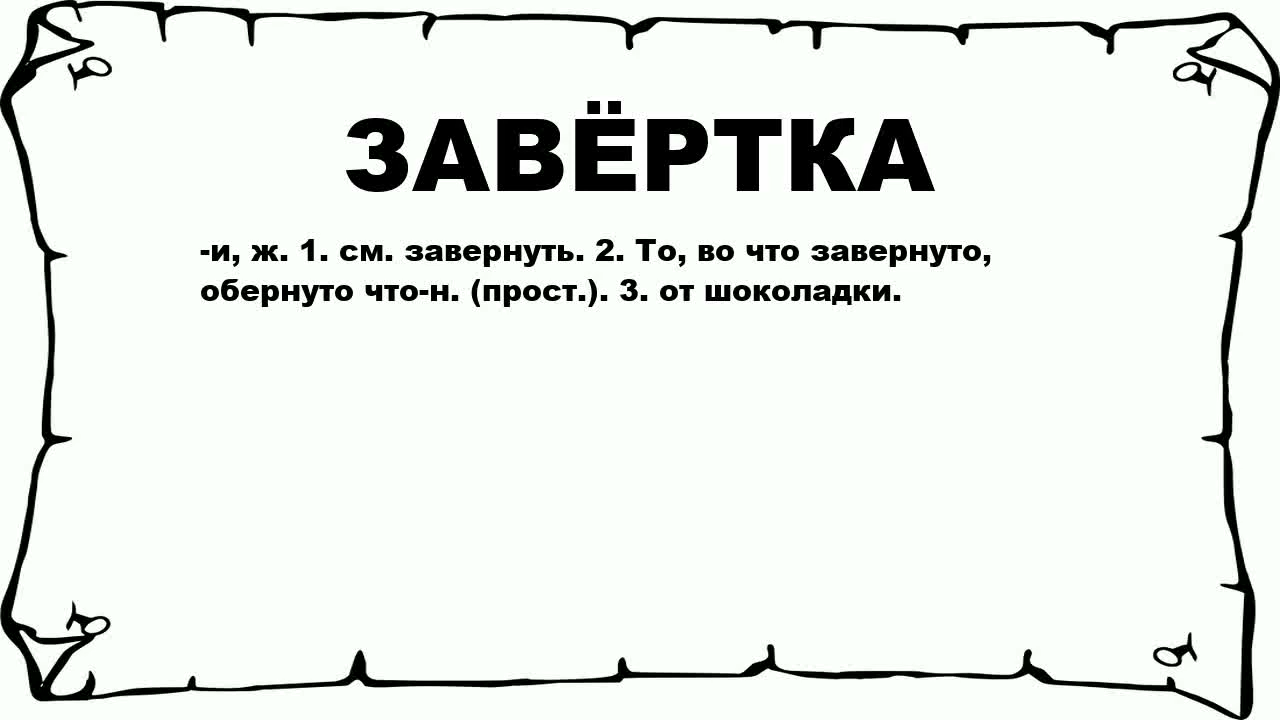 ЗАВЁРТКА
-и, ж. 1. см. завернуть. 2. То, во что завернуто,
обернуто что-н. (прост.). 3. от шоколадки.